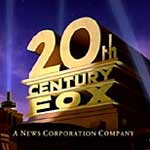 20th
CENTURY
FOX
A NEWS CORPORATION COMPANY